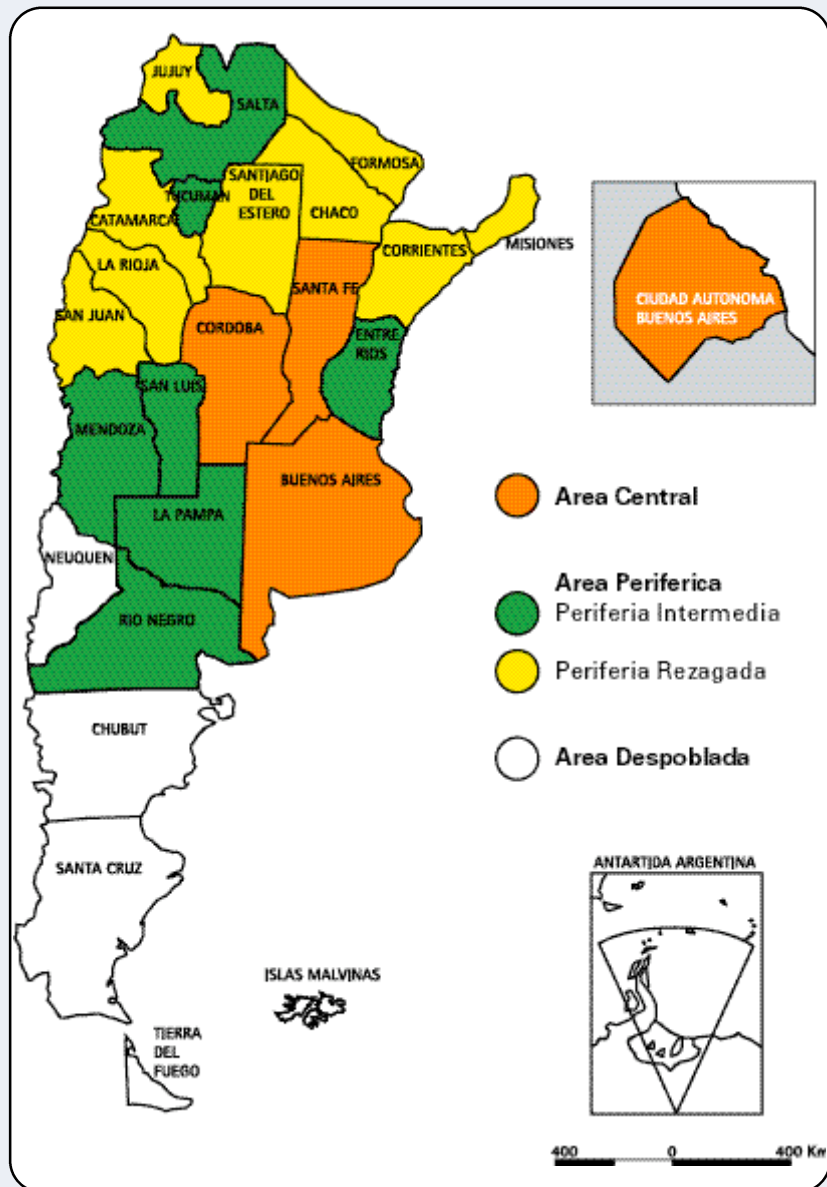 JUJUY
SALTA
FORMOSA
TUCUMAN
SANTIAGO
DEL
ESTERO
CHACO
CATAMARCA
CORRIENTES
MISIONES
LA RIOJA
SANTA FE
SAN JUAN
CORDOBA
ENTRE
RIOS
SAN LUIS
MENDOZA
BUENOS AIRES
LA PAMPA
NEUQUEN
RIO NEGRO
CHUBUT
SANTA CRUZ
ISLAS MALVINAS
TIERRA
DEL
FUEGO
CIUDAD AUTONOMA
BUENOS AIRES
Area Central
Area Periferica
Periferia Intermedia
Periferia Rezagada
Area Despoblada
ANTARTIDA ARGENTINA
400 0 400 Km